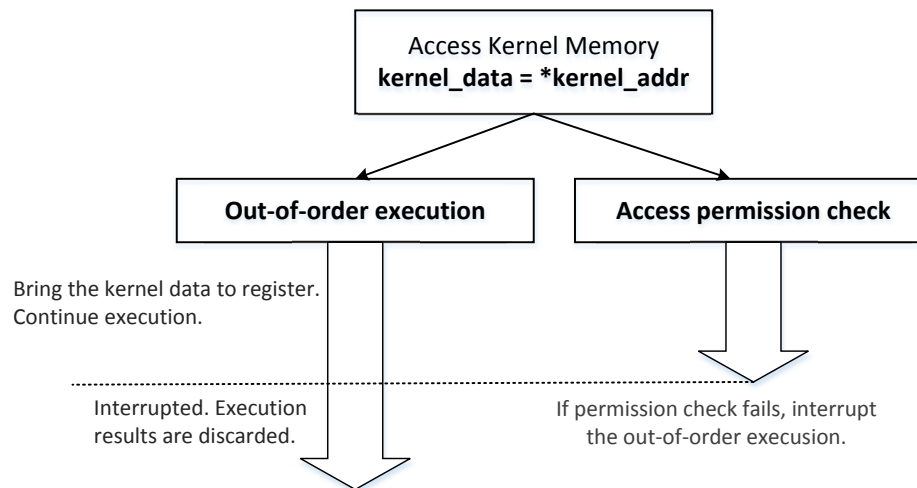 Access Kernel Memory
kernel_data = *kernel_addr
Out-of-order execution
Access permission check
Bring the kernel data to register.
Continue execution.
Interrupted. Execution
results are discarded.
If permission check fails, interrupt
the out-of-order execusion.